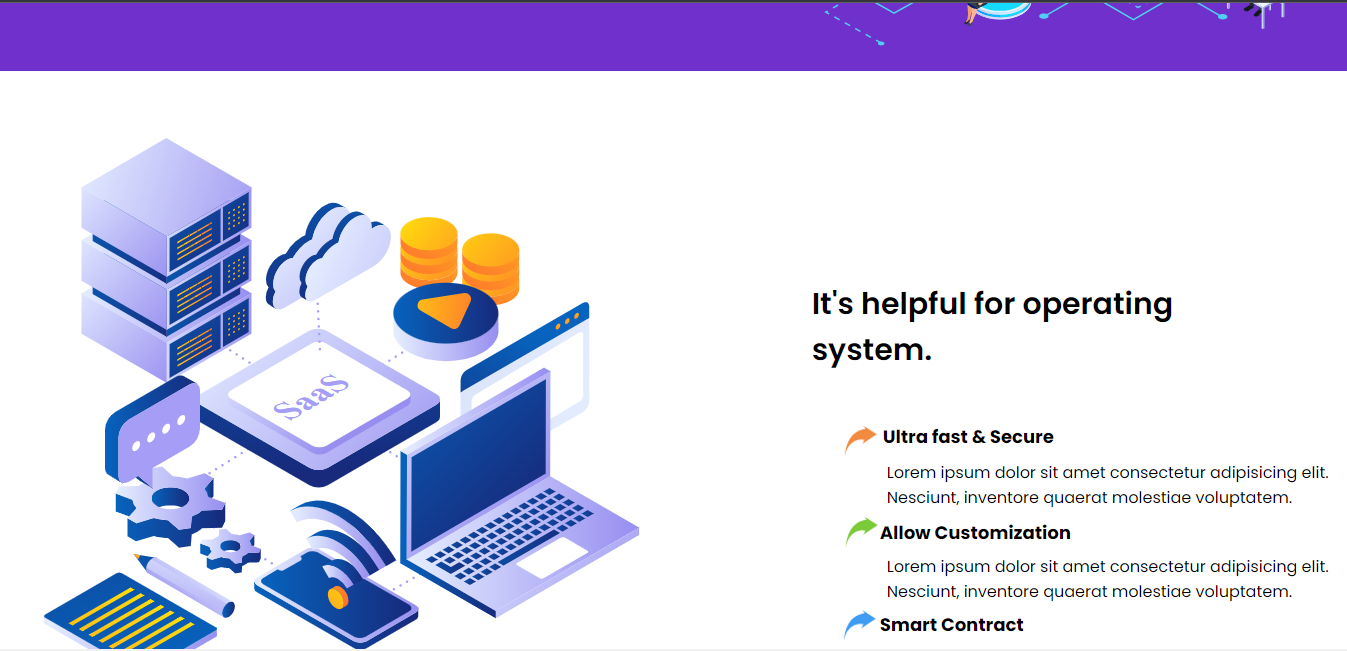 SaaS
It's helpful for operating
system.
Ultra fast & Secure
Lorem ipsum dolor sit amet consectetur adipisicing elit.
Nesciunt, inventore quaerat molestiae voluptatem.
Allow Customization
Lorem ipsum dolor sit amet consectetur adipisicing elit.
Nesciunt, inventore quaerat molestiae voluptatem.
Smart Contract